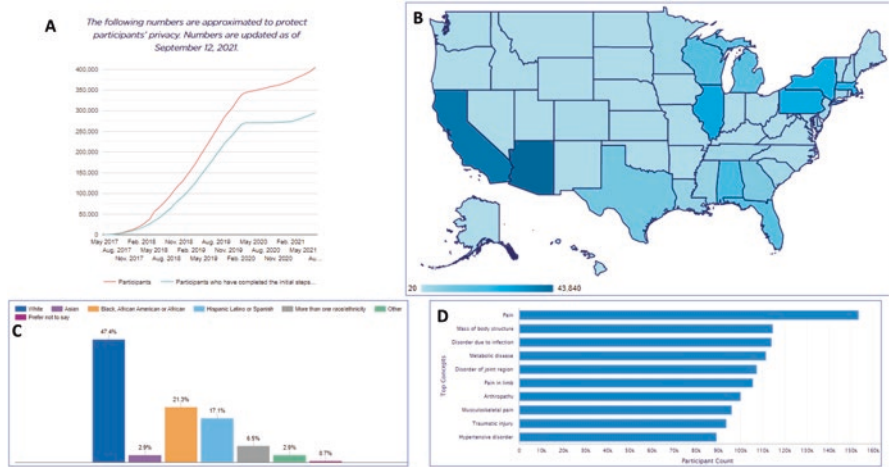 A
The following numbers are approximated to protect
participants' privacy. Numbers are updated as of
September 12, 2021.
400,000
350,000
300,000
250,000
200,000
150,000
100,000
50,000
0
May 2017 Feb. 2018 Nov. 2018 Aug. 2019 May 2020 Feb. 2021
Aug. 2017 May 2018 Feb. 2019 Nov. 2019 Aug. 2020 May 2021
Nov. 2017 Aug. 2018 May 2019 Feb. 2020 Nov. 2020 Au...
Participants Participants who have completed the initial steps...
B
20 43,840
C
White Asian Black, African American or African Hispanic Latino or Spanish More than one race/ethnicity Other
Prefer not to say
47.4%
2.9%
21.3%
17.1%
6.5%
2.8%
0.7%
D
Top Concepts
Pain
Mass of body structure
Disorder due to infection
Metabolic disease
Disorder of joint region
Pain in limb
Arthropathy
Musculoskeletal pain
Traumatic injury
Hypertensive disorder
0 10k 20k 30k 40k 50k 60k 70k 80k 90k 100k 110k 120k 130k 140k 150k 160k
Participant Count